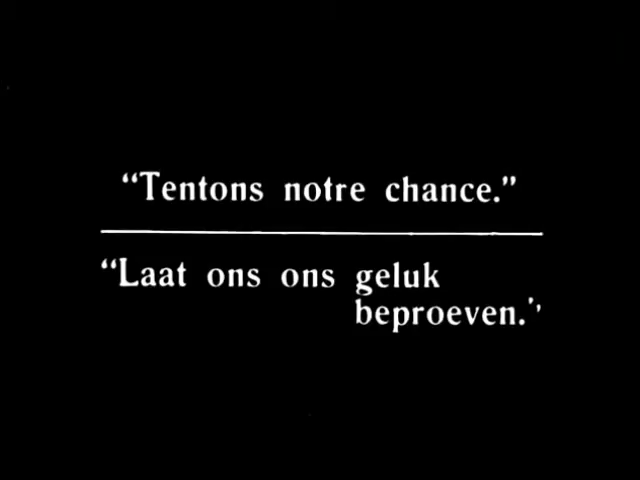 “Tentons notre chance.”
“Laat ons ons geluk
beproeven.”